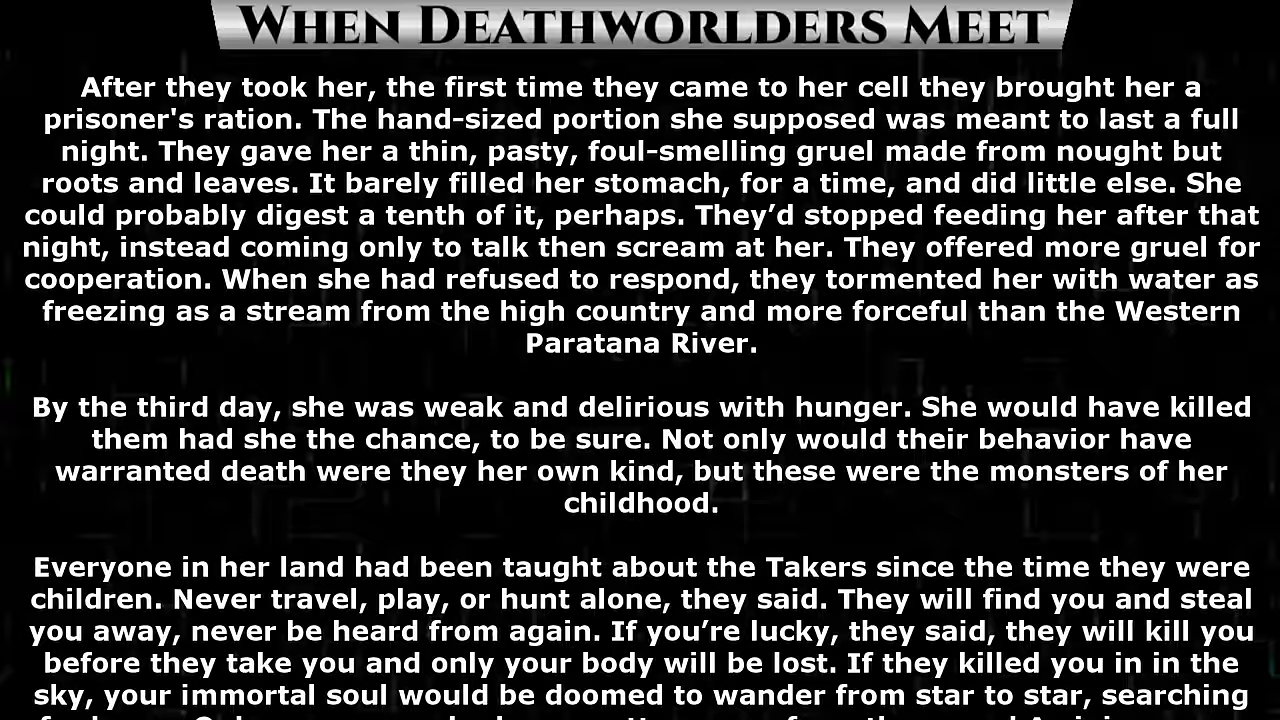 When Deathworlders Meet
After they took her, the first time they came to her cell they brought her a
prisoner's ration. The hand-sized portion she supposed was meant to last a full
night. They gave her a thin, pasty, foul-smelling gruel made from nought but
roots and leaves. It barely filled her stomach, for a time, and did little else. She
could probably digest a tenth of it, perhaps. They’d stopped feeding her after that
night, instead coming only to talk then scream at her. They offered more gruel for
cooperation. When she had refused to respond, they tormented her with water as
freezing as a stream from the high country and more forceful than the Western
Paratana River.
By the third day, she was weak and delirious with hunger. She would have killed
them had she the chance, to be sure. Not only would their behavior have
warranted death were they her own kind, but these were the monsters of her
childhood.
Everyone in her land had been taught about the Takers since the time they were
children. Never travel, play, or hunt alone, they said. They will find you and steal
you away, never be heard from again. If you’re lucky, they said, they will kill you
before they take you and only your body will be lost. If they killed you in in the
sky, your immortal soul would be doomed to wander from star to star, searching